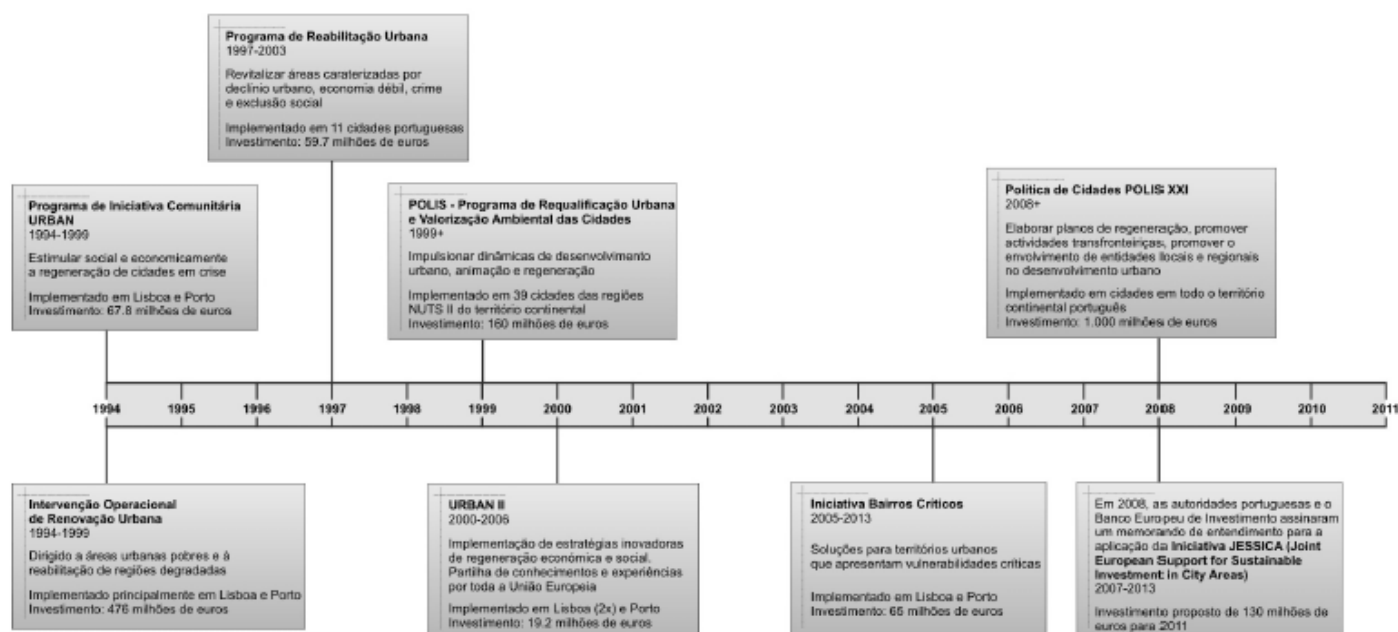 Programa de Reabilitação Urbana
1997-2003
Revitalizar áreas caraterizadas por
declínio urbano, economia débil, crime
e exclusão social
Implementado em 11 cidades portuguesas
Investimento: 59.7 milhões de euros
Programa de Iniciativa Comunitária
URBAN
1994-1999
Estimular social e economicamente
a regeneração de cidades em crise
Implementado em Lisboa e Porto
Investimento: 67.8 milhões de euros
POLIS - Programa de Requalificação Urbana
e Valorização Ambiental das Cidades
1999+
Impulsionar dinâmicas de desenvolvimento
urbano, animação e regeneração
Implementado em 39 cidades das regiões
NUTS II do território continental
Investimento: 160 milhões de euros
Política de Cidades POLIS XXI
2008+
Elaborar planos de regeneração, promover
actividades transfronteiriças, promover o
envolvimento de entidades locais e regionais
no desenvolvimento urbano
Implementado em cidades em todo o território
continental português
Investimento: 1.000 milhões de euros
1994 1995 1996 1997 1998 1999 2000 2001 2002 2003 2004 2005 2006 2007 2008 2009 2010 2011
Intervenção Operacional
de Renovação Urbana
1994-1999
Dirigido a áreas urbanas pobres e à
reabilitação de regiões degradadas
Implementado principalmente em Lisboa e Porto
Investimento: 476 milhões de euros
URBAN II
2000-2006
Implementação de estratégias inovadoras
de regeneração económica e social.
Partilha de conhecimentos e experiências
por toda a União Europeia
Implementado em Lisboa (2x) e Porto
Investimento: 19.2 milhões de euros
Iniciativa Bairros Críticos
2005-2013
Soluções para territórios urbanos
que apresentam vulnerabilidades críticas
Implementado em Lisboa e Porto
Investimento: 65 milhões de euros
Em 2008, as autoridades portuguesas e o
Banco Europeu de Investimento assinaram
um memorando de entendimento para a
aplicação da Iniciativa JESSICA (Joint
European Support for Sustainable
Investment in City Areas)
2007-2013
Investimento proposto de 130 milhões de
euros para 2011